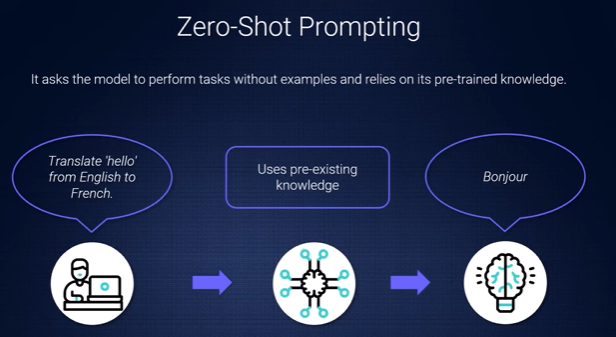 Zero-Shot Prompting
It asks the model to perform tasks without examples and relies on its pre-trained knowledge.
Translate 'hello'
from English to
French.
Uses pre-existing
knowledge
Bonjour